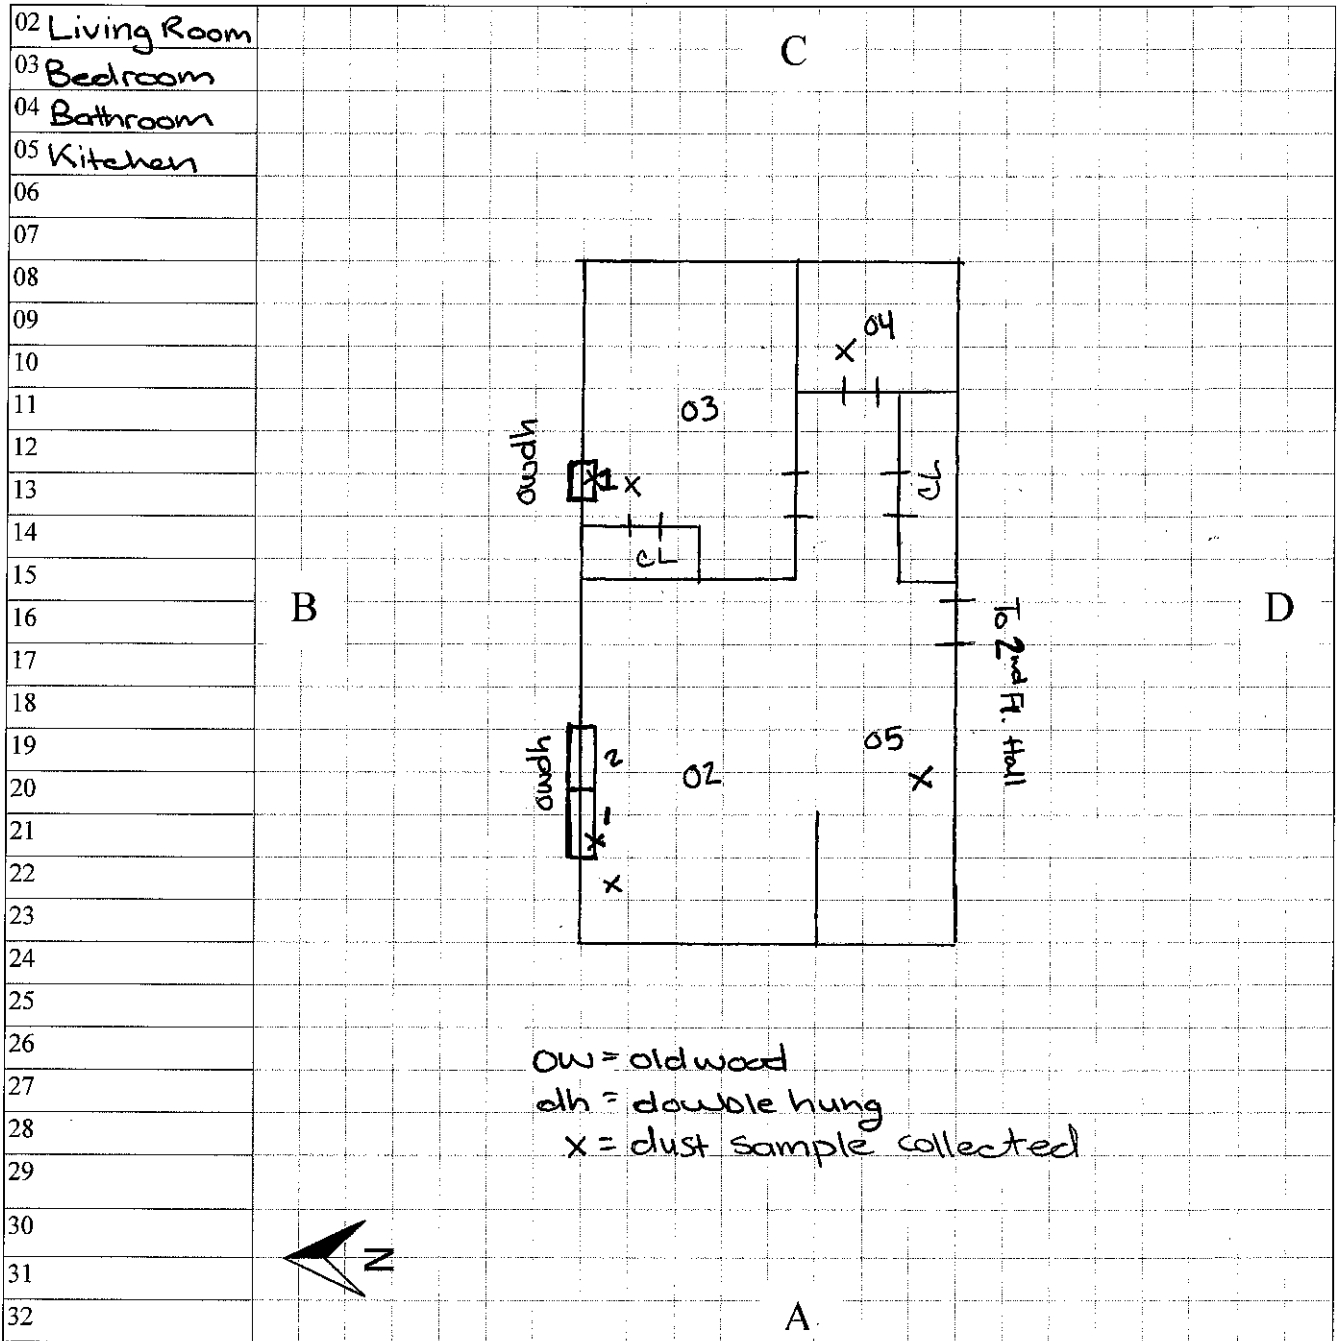 02 Living Room
03 Bedroom
04 Bathroom
05 Kitchen
06
07
08
09
10
11
12
13
14
15
16
17
18
19
20
21
22
23
24
25
26
27
28
29
30
31
32
C
04
X
03
owdh
X1 X
CL
CL
B
D
To 2nd Fl. Hall
owdh
2
02
05
X
1
X
X
ow = old wood
dh = double hung
x = dust sample collected
N
A